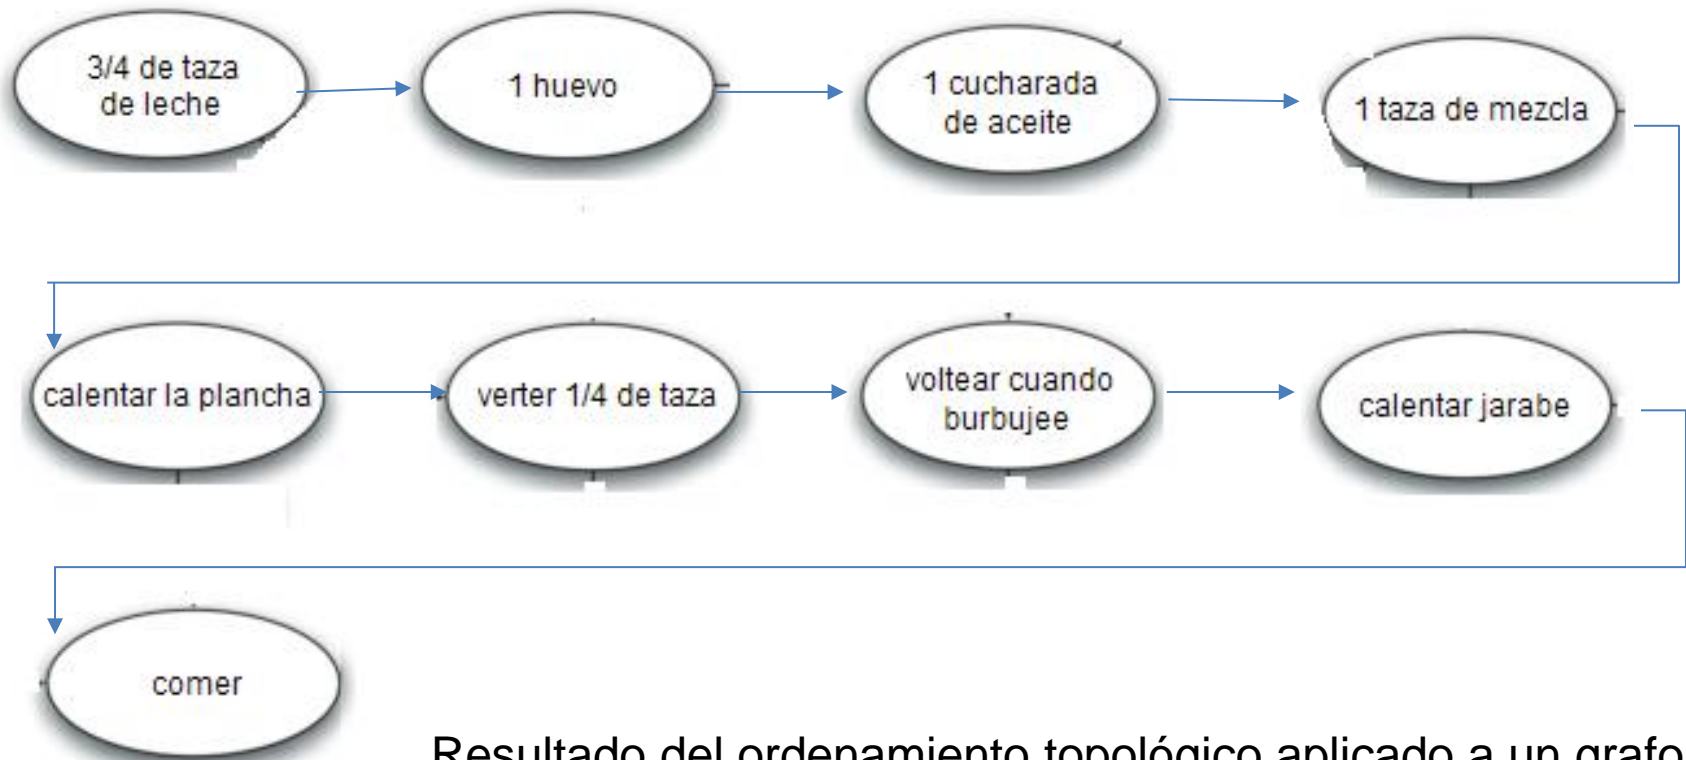 3/4 de taza
de leche
1 huevo
1 cucharada
de aceite
1 taza de mezcla
calentar la plancha
verter 1/4 de taza
voltear cuando
burbujee
calentar jarabe
comer
Resultado del ordenamiento topológico aplicado a un grafo